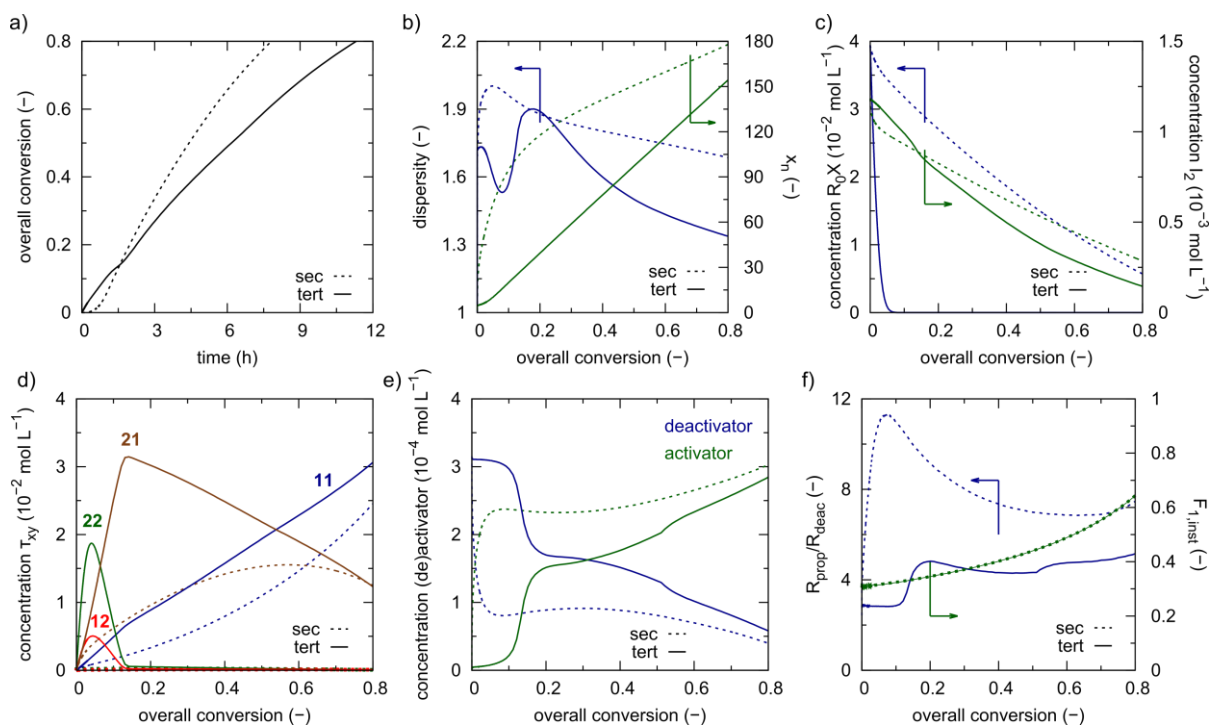 a)
overall conversion (−)
0.8
0.6
0.4
0.2
0
0 3 6 9 12
time (h)
sec
tert
b)
dispersity (−)
2.2
1.9
1.6
1.3
1
180
150
120
90
60
30
0
xn (−)
0 0.2 0.4 0.6 0.8
overall conversion (−)
sec
tert
c)
concentration R0X (10−2 mol L−1)
4
3
2
1
0
1.5
1
0.5
0
concentration I2 (10−3 mol L−1)
0 0.2 0.4 0.6 0.8
overall conversion (−)
sec
tert
d)
concentration τxy (10−2 mol L−1)
4
3
2
1
0
21
11
22
12
0 0.2 0.4 0.6 0.8
overall conversion (−)
sec
tert
e)
concentration (de)activator (10−4 mol L−1)
4
3
2
1
0
deactivator
activator
0 0.2 0.4 0.6 0.8
overall conversion (−)
sec
tert
f)
Rprop/Rdeac (−)
12
8
4
0
1
0.8
0.6
0.4
0.2
0
F1,inst (−)
0 0.2 0.4 0.6 0.8
overall conversion (−)
sec
tert